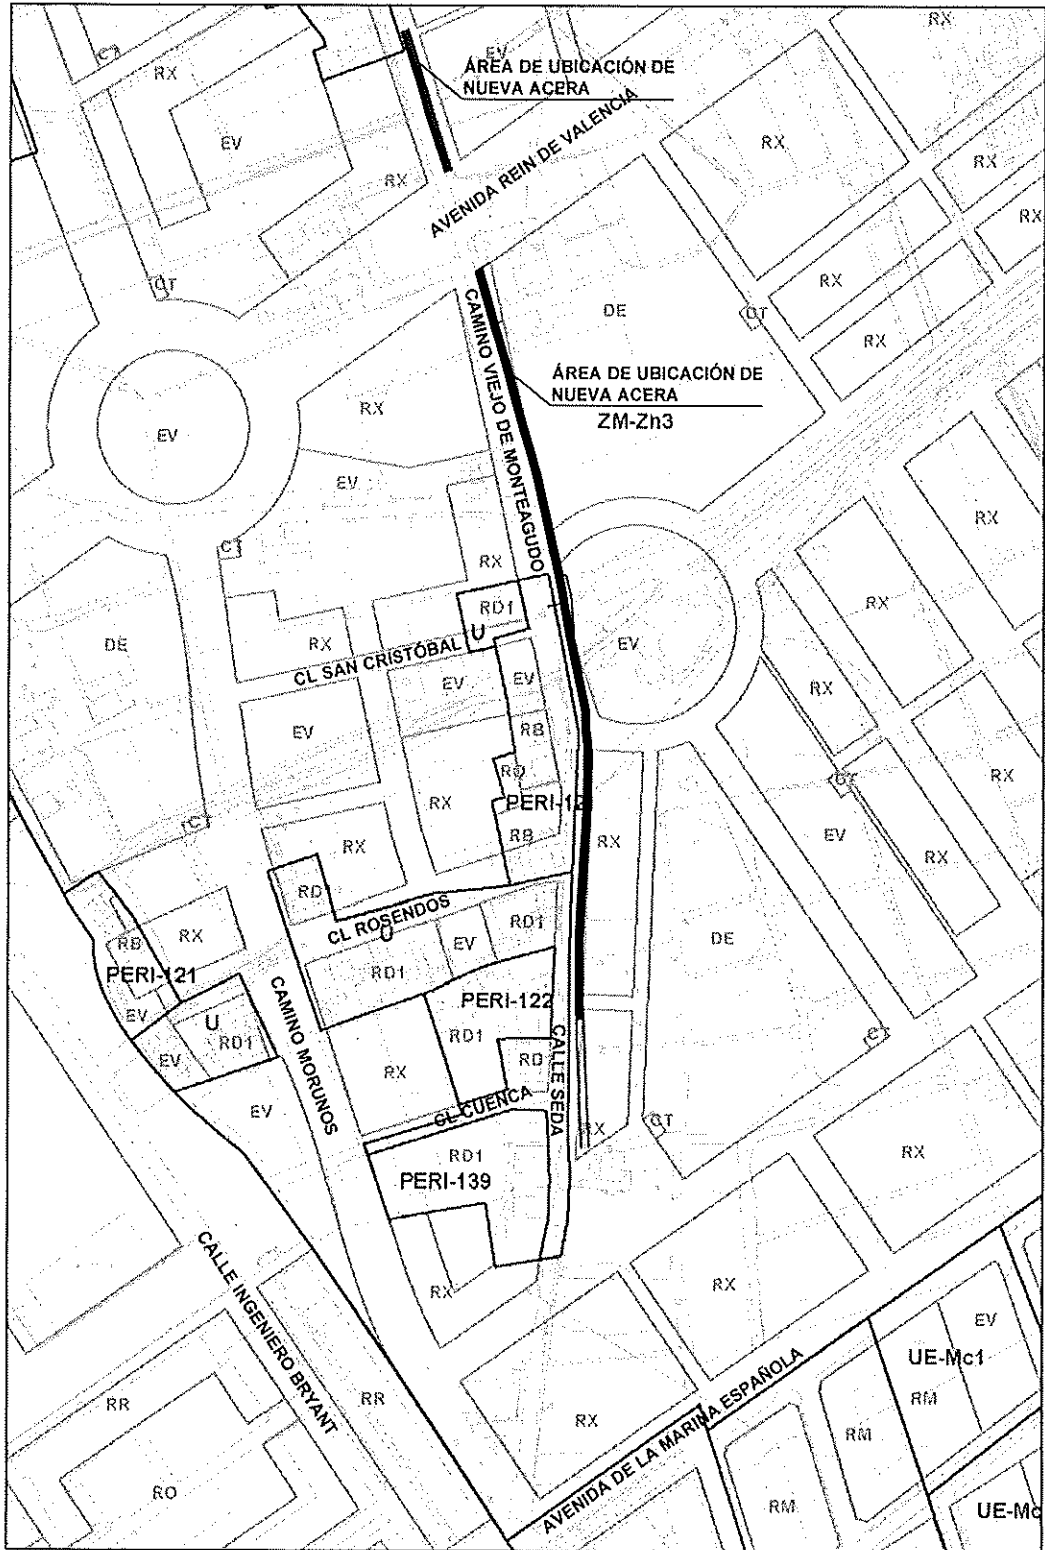 RX
CT
RX
EV
ÁREA DE UBICACIÓN DE
NUEVA ACERA
EV
RX
RX
RX
AVENIDA REIN DE VALENCIA
RX
CT
RX
DE
CT
RX
CAMINO VIEJO DE MONTEAGUDO
ÁREA DE UBICACIÓN DE
NUEVA ACERA
ZM-Zn3
RX
EV
EV
RX
CT
RX
RD1
RX
U
DE
RX
CL SAN CRISTÓBAL
EV
EV
EV
RX
EV
RB
RD
RX
PERI-12
CT
RX
RB
RX
EV
RX
RX
RD1
CL ROSENDOS
U
RD1
EV
RD1
DE
RB
RX
PERI-121
PERI-122
EV
U
RD1
EV
CAMINO MORUNOS
RD1
RD
CALLE SEDA
CT
RX
EV
CL CUENCA
RX
CT
RD1
PERI-139
RX
CALLE INGENIERO BRYANT
RX
RX
EV
UE-Mc1
RR
RR
RX
RM
RM
AVENIDA DE LA MARINA ESPAÑOLA
RO
RM
UE-Mc